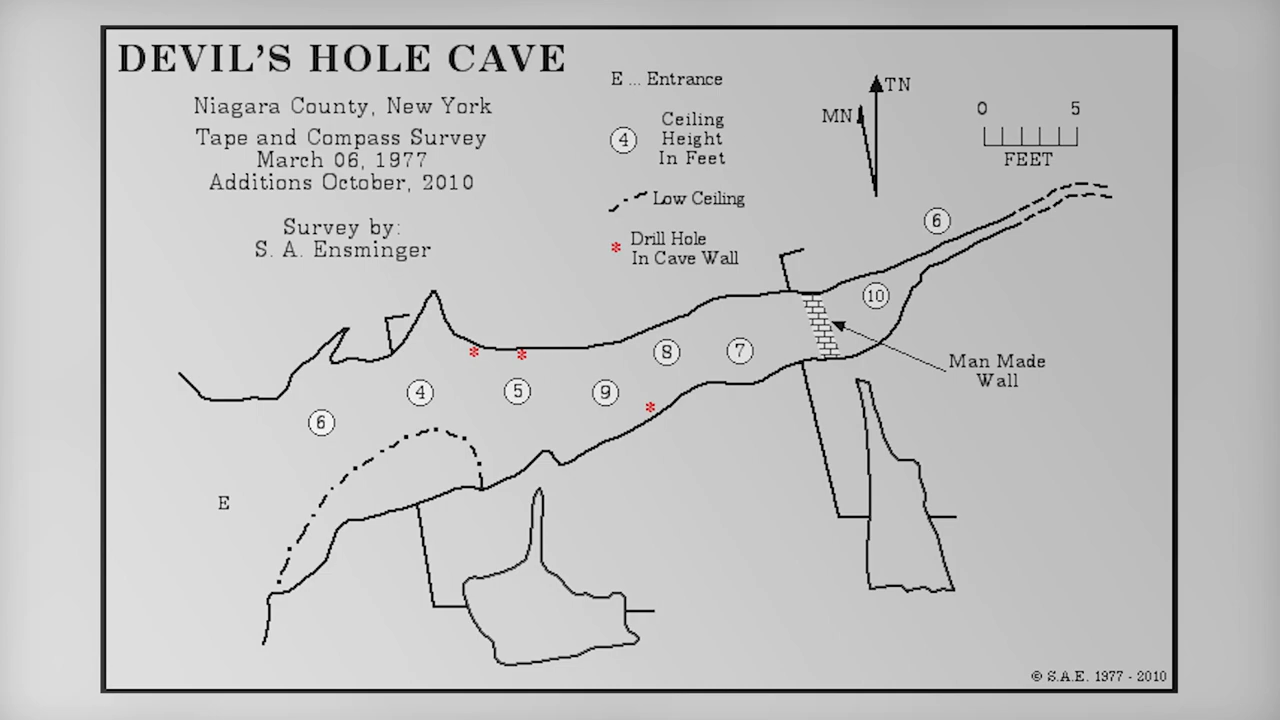 DEVIL'S HOLE CAVE
Niagara County, New York
Tape and Compass Survey
March 06, 1977
Additions October, 2010
Survey by:
S. A. Ensminger
E ... Entrance
4
Ceiling
Height
In Feet
Low Ceiling
* Drill Hole
In Cave Wall
MN
TN
0 5
FEET
6
10
8
7
4
5
9
6
* * *
Man Made
Wall
E
© S.A.E. 1977 - 2010